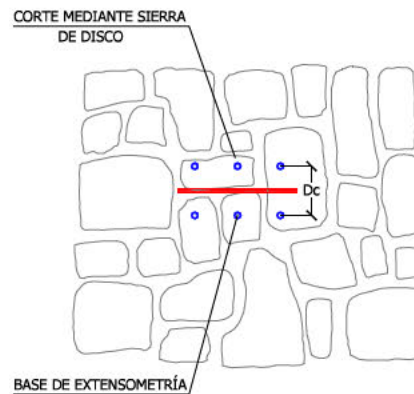 CORTE MEDIANTE SIERRA
DE DISCO
Dc
BASE DE EXTENSOMETRÍA